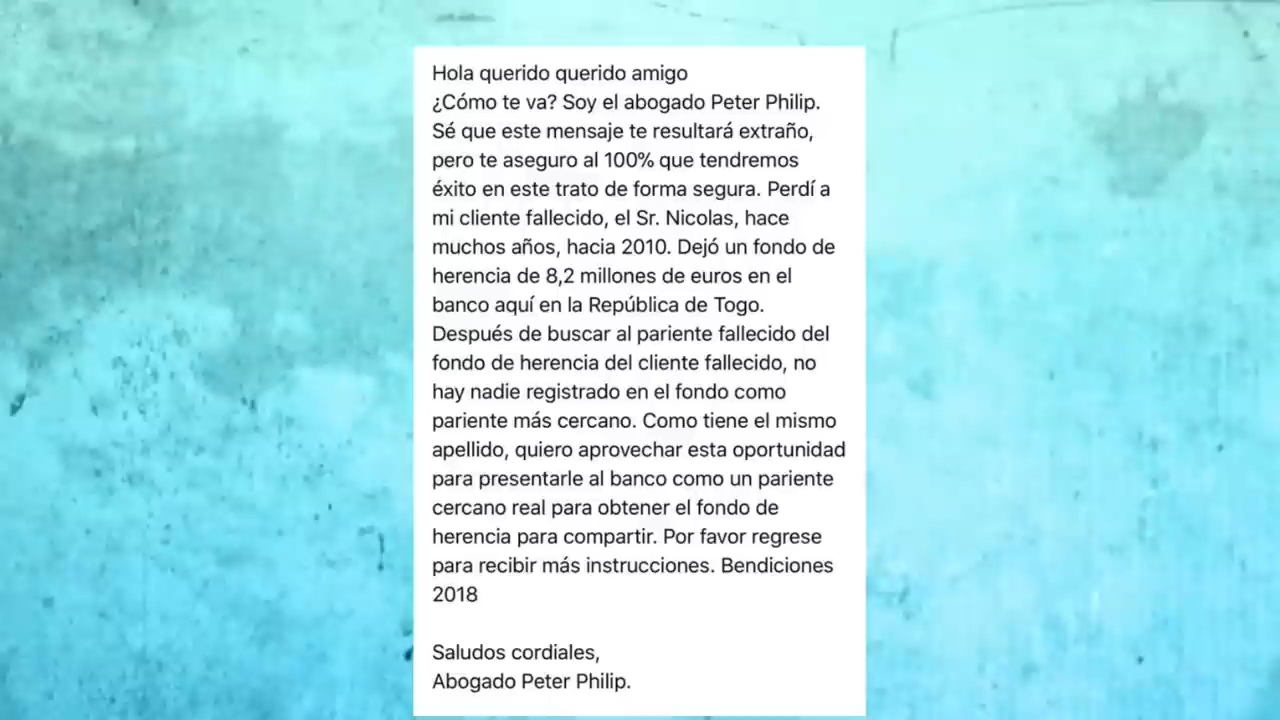 Hola querido querido amigo
¿Cómo te va? Soy el abogado Peter Philip.
Sé que este mensaje te resultará extraño,
pero te aseguro al 100% que tendremos
éxito en este trato de forma segura. Perdí a
mi cliente fallecido, el Sr. Nicolas, hace
muchos años, hacia 2010. Dejó un fondo de
herencia de 8,2 millones de euros en el
banco aquí en la República de Togo.
Después de buscar al pariente fallecido del
fondo de herencia del cliente fallecido, no
hay nadie registrado en el fondo como
pariente más cercano. Como tiene el mismo
apellido, quiero aprovechar esta oportunidad
para presentarle al banco como un pariente
cercano real para obtener el fondo de
herencia para compartir. Por favor regrese
para recibir más instrucciones. Bendiciones
2018
Saludos cordiales,
Abogado Peter Philip.